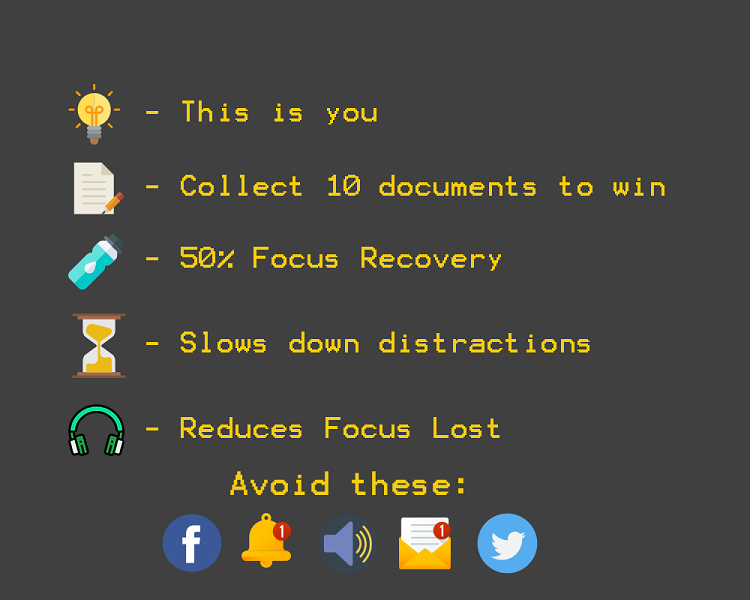 - This is you
- Collect 10 documents to win
- 50% Focus Recovery
- Slows down distractions
- Reduces Focus Lost
Avoid these:
f 1 1